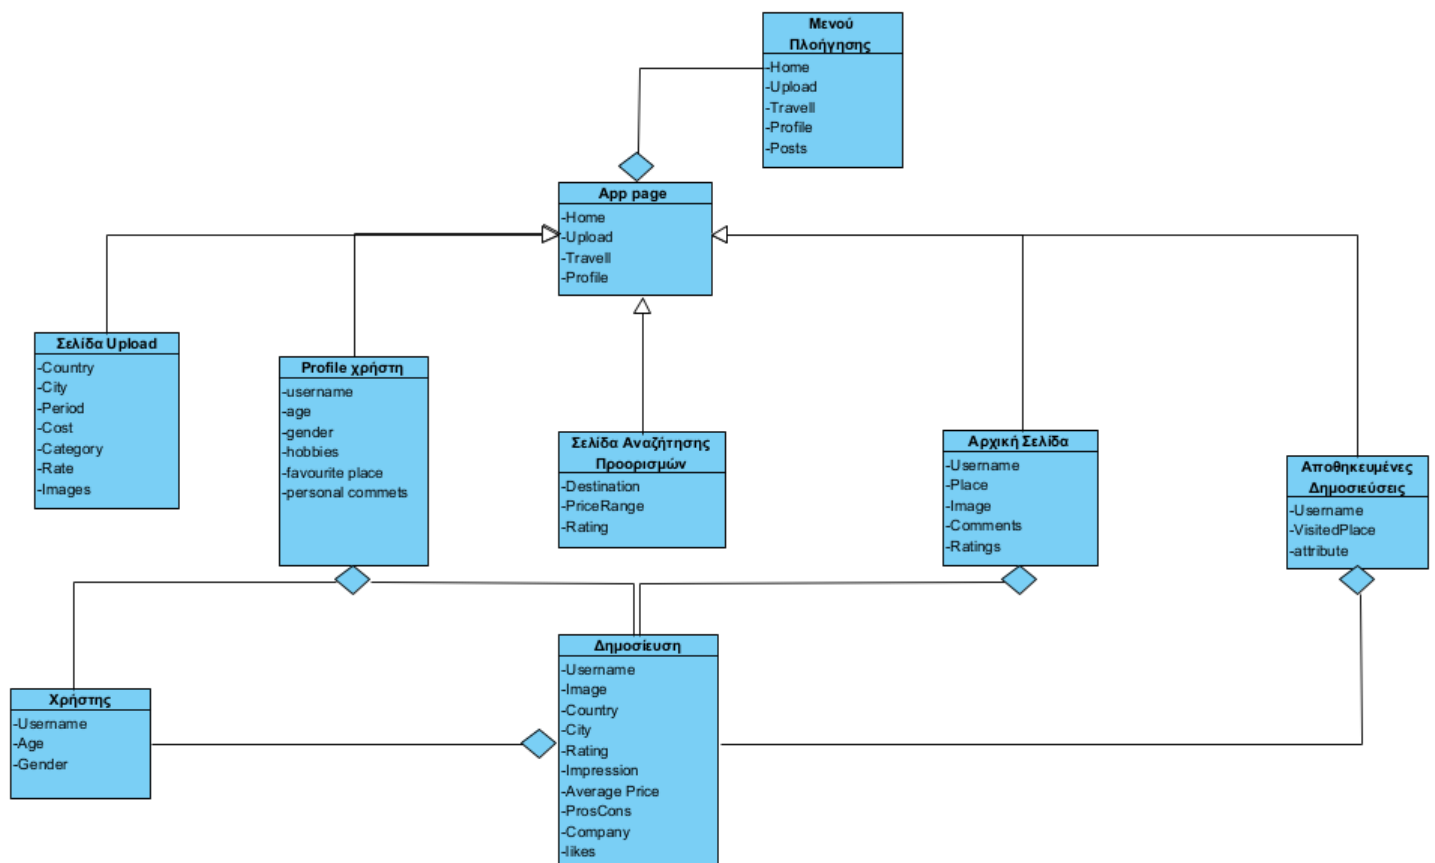 Μενού
Πλοήγησης
-Home
-Upload
-Travell
-Profile
-Posts
App page
-Home
-Upload
-Travell
-Profile
Σελίδα Upload
-Country
-City
-Period
-Cost
-Category
-Rate
-Images
Profile χρήστη
-username
-age
-gender
-hobbies
-favourite place
-personal commets
Σελίδα Αναζήτησης
Προορισμών
-Destination
-PriceRange
-Rating
Αρχική Σελίδα
-Username
-Place
-Image
-Comments
-Ratings
Αποθηκευμένες
Δημοσιεύσεις
-Username
-VisitedPlace
-attribute
Χρήστης
-Username
-Age
-Gender
Δημοσίευση
-Username
-Image
-Country
-City
-Rating
-Impression
-Average Price
-ProsCons
-Company
-likes